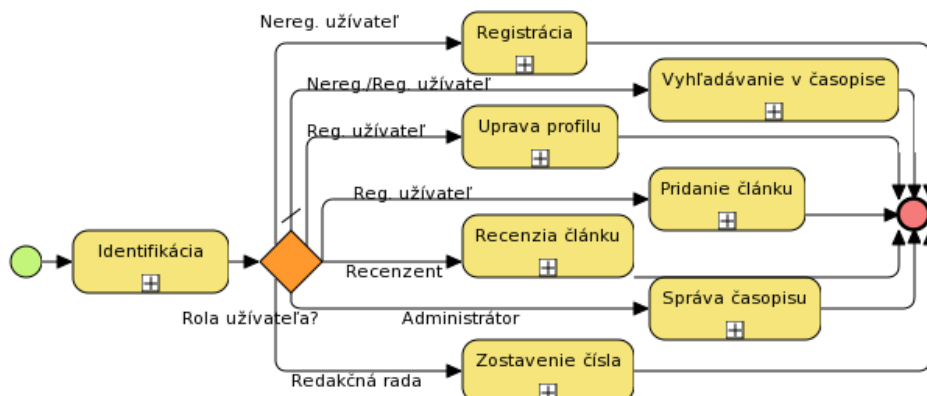 Nereg. užívateľ
Registrácia
Nereg./Reg. užívateľ
Vyhľadávanie v časopise
Reg. užívateľ
Uprava profilu
Reg. užívateľ
Pridanie článku
Identifikácia
Recenzia článku
Recenzent
Správa časopisu
Rola užívateľa?
Administrátor
Zostavenie čísla
Redakčná rada